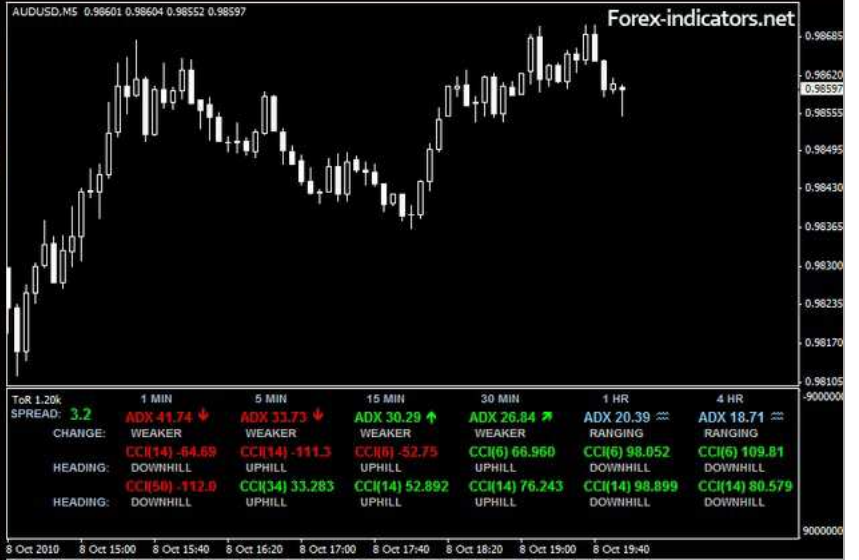 AUDUSD,M5 0.98601 0.98604 0.98552 0.98597
Forex-indicators.net
0.98685
0.98620
0.98597
0.98555
0.98495
0.98430
0.98365
0.98300
0.98235
0.98170
0.98105
ToR 1.20k 1 MIN 5 MIN 15 MIN 30 MIN 1 HR 4 HR -9000000
SPREAD: 3.2 ADX 41.74 ADX 33.73 ADX 30.29 ADX 26.84 ADX 20.39 ADX 18.71
CHANGE: WEAKER WEAKER WEAKER WEAKER RANGING RANGING
CCI(14) -64.69 CCI(14) -111.3 CCI(6) -52.75 CCI(6) 66.960 CCI(6) 98.052 CCI(6) 109.81
HEADING: DOWNHILL UPHILL UPHILL UPHILL DOWNHILL DOWNHILL
CCI(50) -112.0 CCI(34) 33.283 CCI(14) 52.892 CCI(14) 76.243 CCI(14) 98.899 CCI(14) 80.579
HEADING: DOWNHILL UPHILL UPHILL UPHILL DOWNHILL DOWNHILL
9000000
8 Oct 2010 8 Oct 15:00 8 Oct 15:40 8 Oct 16:20 8 Oct 17:00 8 Oct 17:40 8 Oct 18:20 8 Oct 19:00 8 Oct 19:40